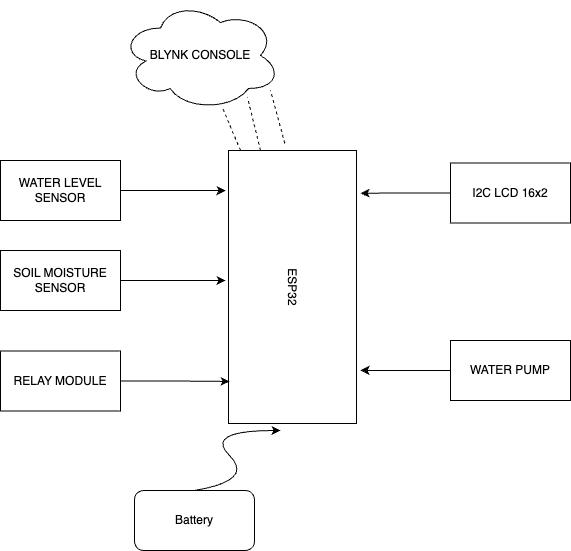 BLYNK CONSOLE
WATER LEVEL
SENSOR
I2C LCD 16x2
SOIL MOISTURE
SENSOR
ESP32
RELAY MODULE
WATER PUMP
Battery